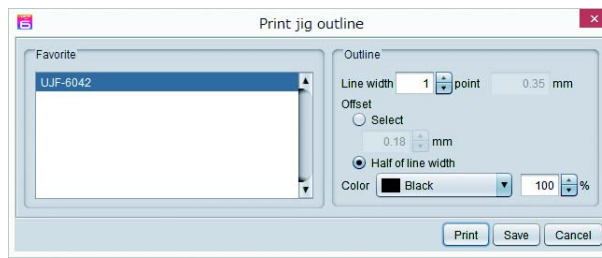 6
Print jig outline
Favorite
UJF-6042
Outline
Line width 1 point 0.35 mm
Offset
Select
0.18 mm
Half of line width
Color Black 100 %
Print Save Cancel